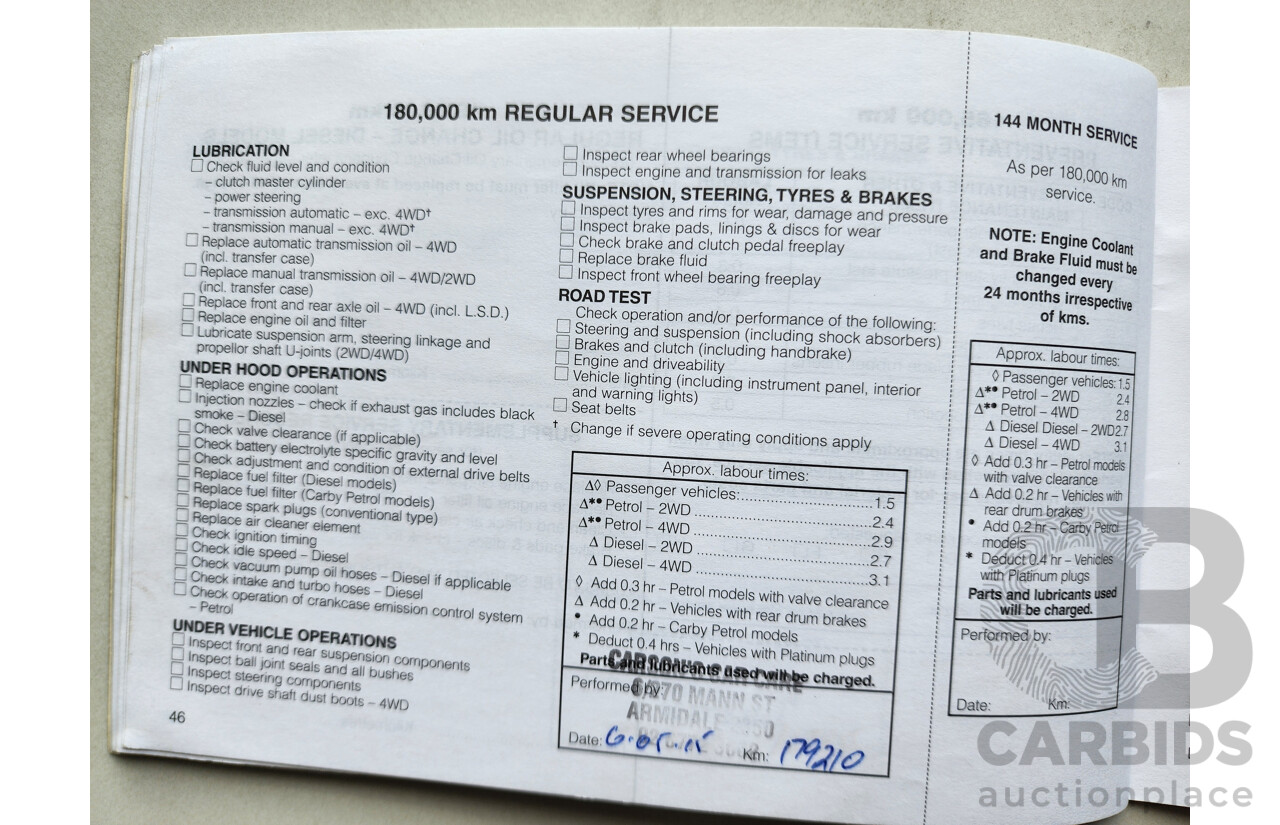 180,000 km REGULAR SERVICE
LUBRICATION
Check fluid level and condition
– clutch master cylinder
– power steering
– transmission automatic – exc. 4WD†
– transmission manual – exc. 4WD†
Replace automatic transmission oil – 4WD
(incl. transfer case)
Replace manual transmission oil – 4WD/2WD
(incl. transfer case)
Replace front and rear axle oil – 4WD (incl. L.S.D.)
Replace engine oil and filter
Lubricate suspension arm, steering linkage and
propellor shaft U-joints (2WD/4WD)
UNDER HOOD OPERATIONS
Replace engine coolant
Injection nozzles – check if exhaust gas includes black
smoke – Diesel
Check valve clearance (if applicable)
Check battery electrolyte specific gravity and level
Check adjustment and condition of external drive belts
Replace fuel filter (Diesel models)
Replace fuel filter (Carby Petrol models)
Replace spark plugs (conventional type)
Replace air cleaner element
Check ignition timing
Check idle speed – Diesel
Check vacuum pump oil hoses – Diesel if applicable
Check intake and turbo hoses – Diesel
Check operation of crankcase emission control system
– Petrol
UNDER VEHICLE OPERATIONS
Inspect front and rear suspension components
Inspect ball joint seals and all bushes
Inspect steering components
Inspect drive shaft dust boots – 4WD
46
Inspect rear wheel bearings
Inspect engine and transmission for leaks
SUSPENSION, STEERING, TYRES & BRAKES
Inspect tyres and rims for wear, damage and pressure
Inspect brake pads, linings & discs for wear
Check brake and clutch pedal freeplay
Replace brake fluid
Inspect front wheel bearing freeplay
ROAD TEST
Check operation and/or performance of the following:
Steering and suspension (including shock absorbers)
Brakes and clutch (including handbrake)
Engine and driveability
Vehicle lighting (including instrument panel, interior
and warning lights)
Seat belts
† Change if severe operating conditions apply
Approx. labour times:
Δ◊ Passenger vehicles:..............................1.5
Δ*• Petrol – 2WD ........................................2.4
Δ*• Petrol – 4WD ........................................2.9
Δ Diesel – 2WD ........................................2.7
Δ Diesel – 4WD ........................................3.1
◊ Add 0.3 hr – Petrol models with valve clearance
Δ Add 0.2 hr – Vehicles with rear drum brakes
• Add 0.2 hr – Carby Petrol models
* Deduct 0.4 hrs – Vehicles with Platinum plugs
Parts and lubricants used will be charged.
Performed by:
CAR CARE
6/270 MANN ST
ARMIDALE
Date: 6.05.15 Km: 179210
144 MONTH SERVICE
As per 180,000 km
service.
NOTE: Engine Coolant
and Brake Fluid must be
changed every
24 months irrespective
of kms.
Approx. labour times:
◊ Passenger vehicles: 1.5
Δ*• Petrol – 2WD 2.4
Δ*• Petrol – 4WD 2.8
Δ Diesel Diesel – 2WD2.7
Δ Diesel – 4WD 3.1
◊ Add 0.3 hr – Petrol models
with valve clearance
Δ Add 0.2 hr – Vehicles with
rear drum brakes
• Add 0.2 hr – Carby Petrol
models
* Deduct 0.4 hr – Vehicles
with Platinum plugs
Parts and lubricants used
will be charged.
Performed by:
Date: Km:
CARBIDS
auctionplace